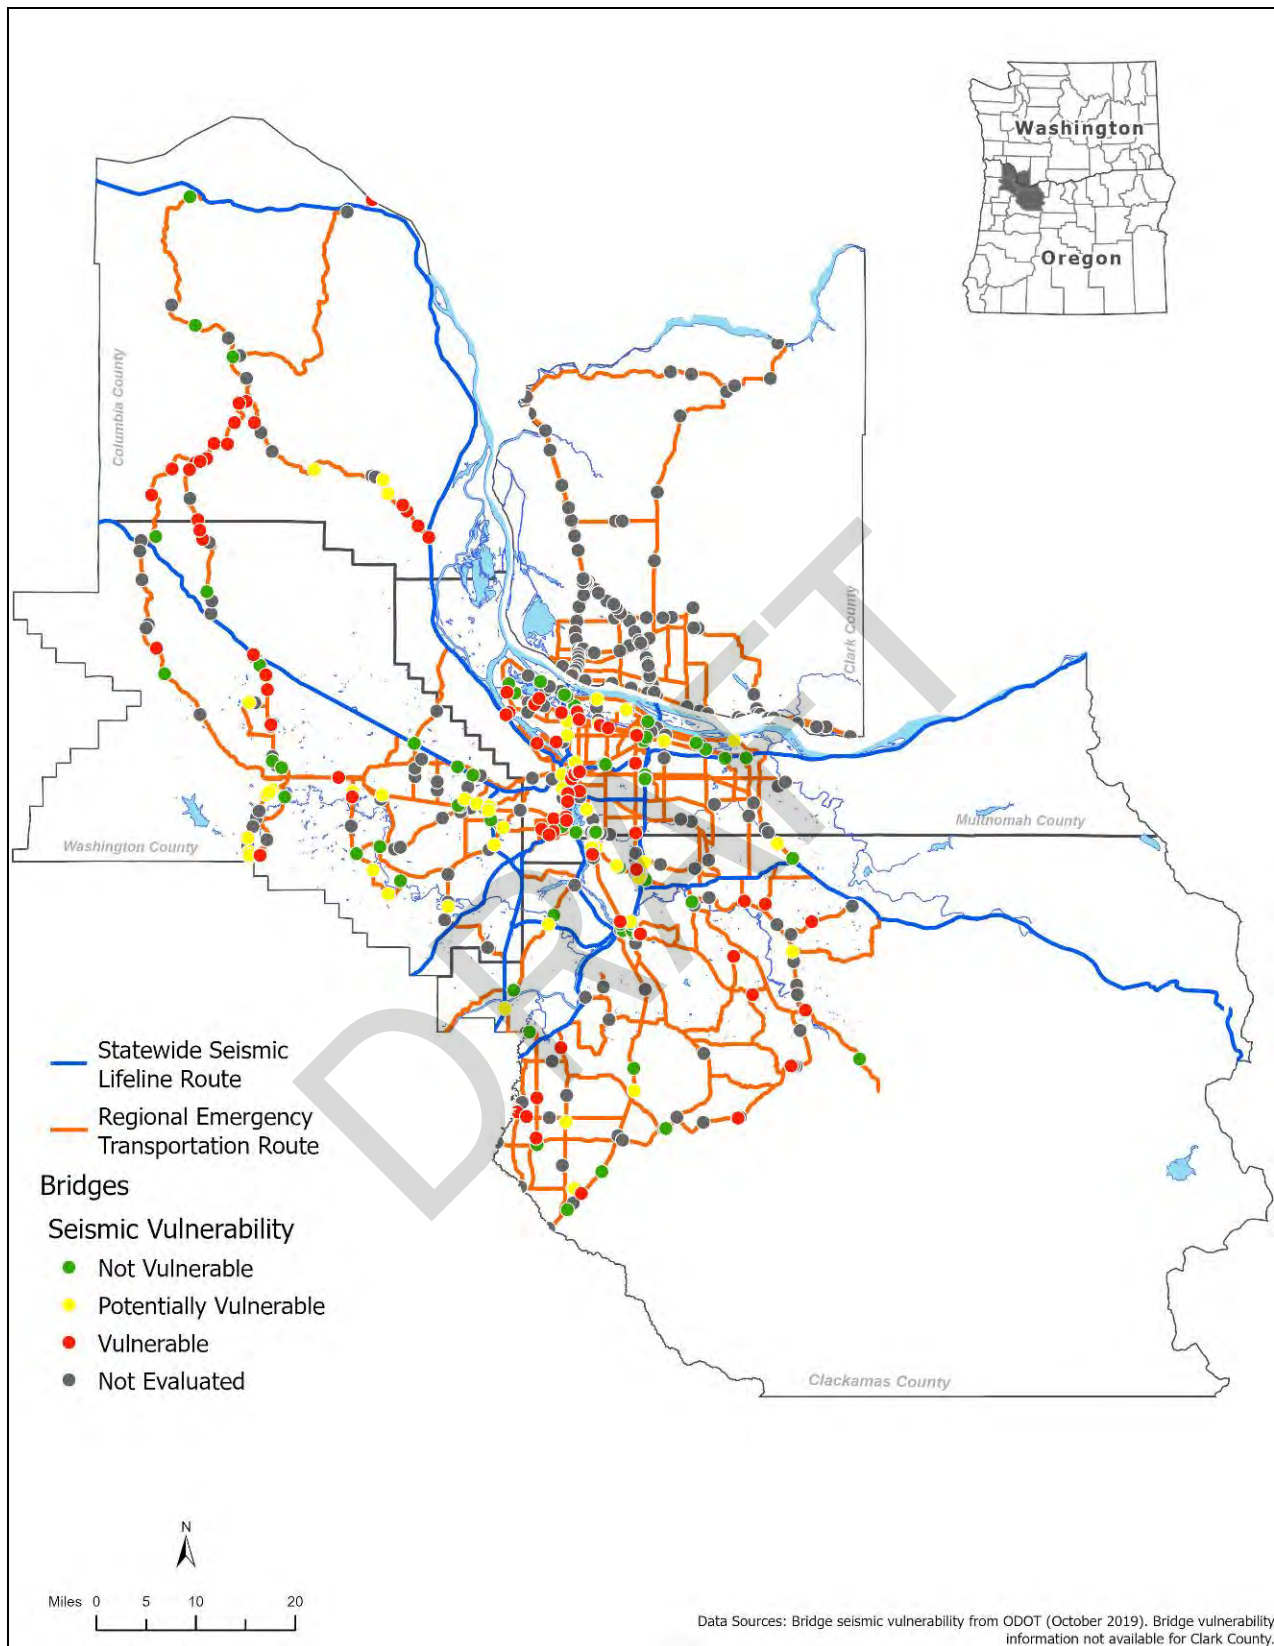 Washington
Oregon
Columbia County
Clark County
Multnomah County
Washington County
DRAFT
Statewide Seismic
Lifeline Route
Regional Emergency
Transportation Route
Bridges
Seismic Vulnerability
Not Vulnerable
Potentially Vulnerable
Vulnerable
Not Evaluated
Clackamas County
N
Miles 0 5 10 20
Data Sources: Bridge seismic vulnerability from ODOT (October 2019). Bridge vulnerability
information not available for Clark County.